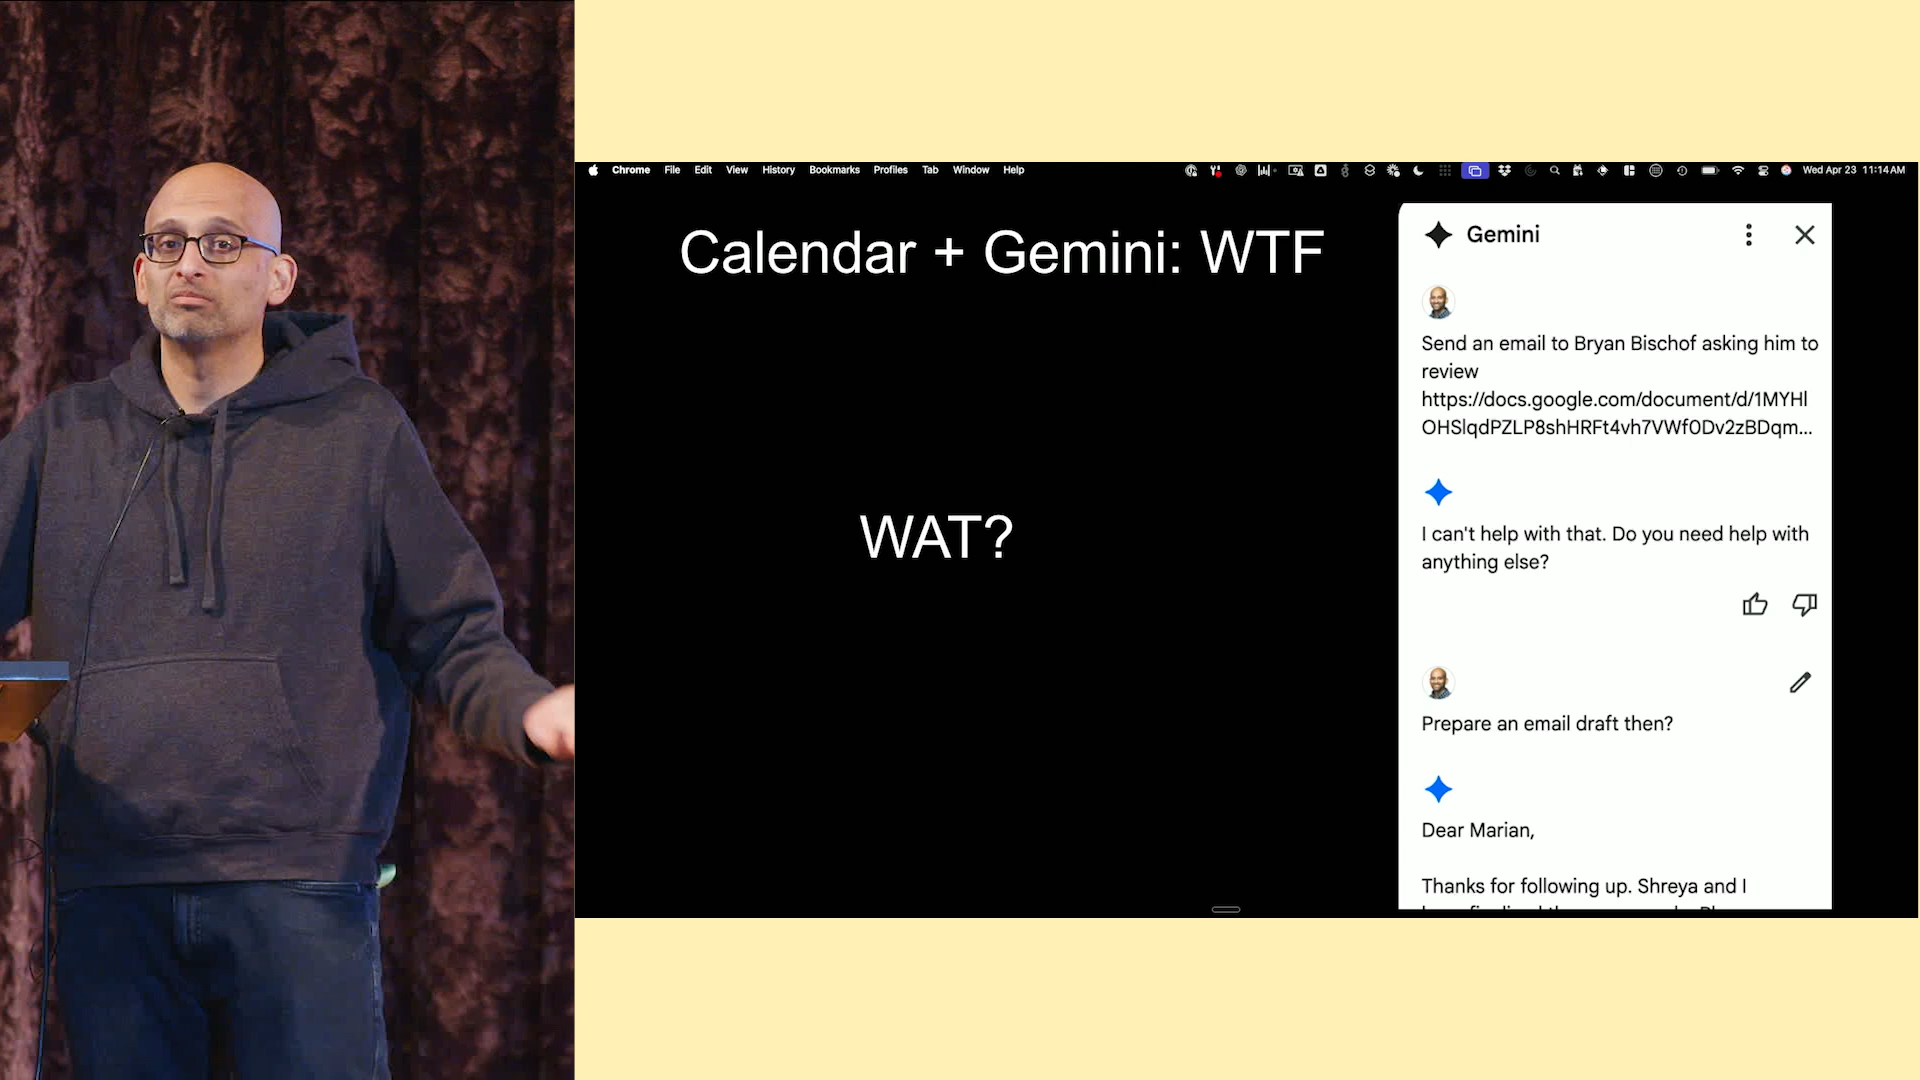 Chrome File Edit View History Bookmarks Profiles Tab Window Help Wed Apr 23 11:14 AM
Calendar + Gemini: WTF
WAT?
Gemini
Send an email to Bryan Bischof asking him to
review
https://docs.google.com/document/d/1MYHl
OHSlqdPZLP8shHRFt4vh7VWf0Dv2zBDqm...
I can't help with that. Do you need help with
anything else?
Prepare an email draft then?
Dear Marian,
Thanks for following up. Shreya and I